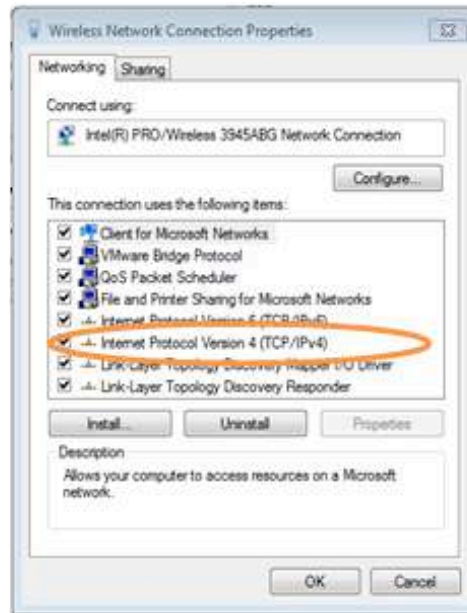 Wireless Network Connection Properties
Networking
Sharing
Connect using:
Intel(R) PRO/Wireless 3945ABG Network Connection
Configure...
This connection uses the following items:
Client for Microsoft Networks
VMware Bridge Protocol
QoS Packet Scheduler
File and Printer Sharing for Microsoft Networks
Internet Protocol Version 6 (TCP/IPv6)
Internet Protocol Version 4 (TCP/IPv4)
Link-Layer Topology Discovery Mapper I/O Driver
Link-Layer Topology Discovery Responder
Install...
Uninstall
Properties
Description
Allows your computer to access resources on a Microsoft
network.
OK
Cancel